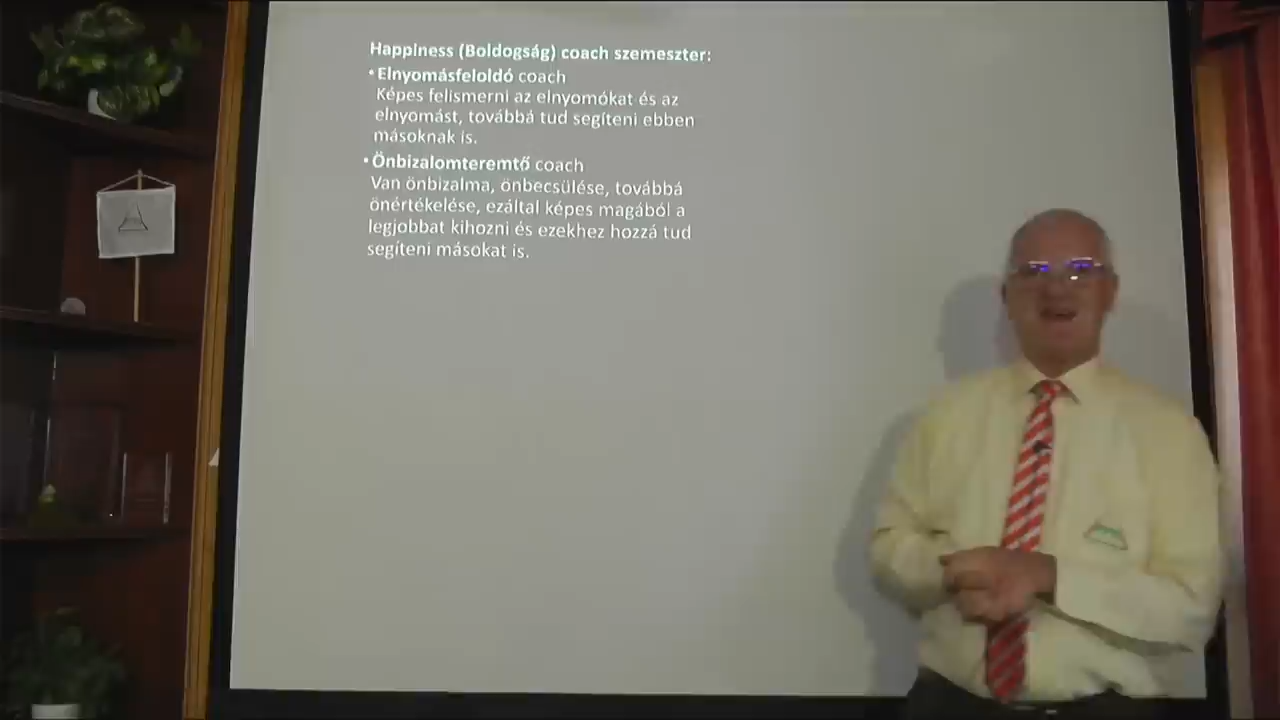 Happiness (Boldogság) coach szemeszter:
•Elnyomásfeloldó coach
Képes felismerni az elnyomókat és az
elnyomást, továbbá tud segíteni ebben
másoknak is.
•Önbizalomteremtő coach
Van önbizalma, önbecsülése, továbbá
önértékelése, ezáltal képes magából a
legjobbat kihozni és ezekhez hozzá tud
segíteni másokat is.